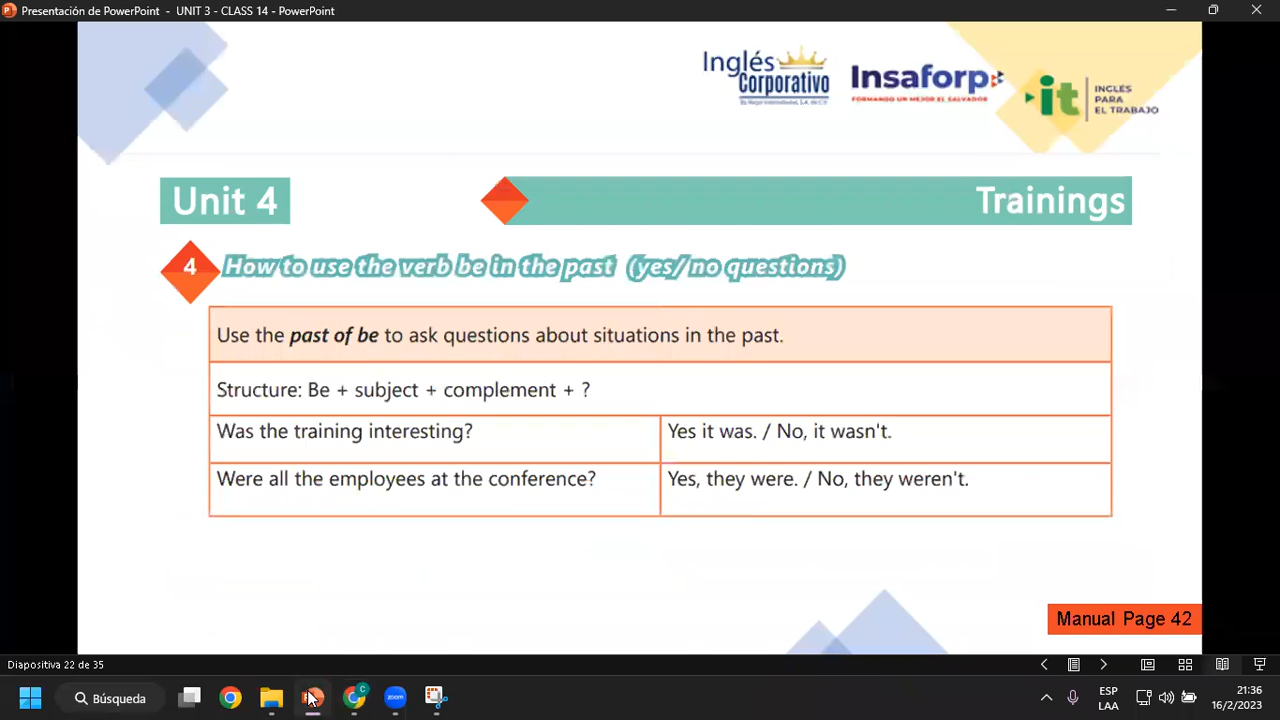 Presentación de PowerPoint - UNIT 3 - CLASS 14 - PowerPoint
Inglés
Corporativo
Insaforp
FORMANDO UN MEJOR EL SALVADOR
it
INGLÉS
PARA
EL TRABAJO
Unit 4
Trainings
4
How to use the verb be in the past (yes/no questions)
Use the past of be to ask questions about situations in the past.
Structure: Be + subject + complement + ?
Was the training interesting?
Yes it was. / No, it wasn't.
Were all the employees at the conference?
Yes, they were. / No, they weren't.
Manual Page 42
Diapositiva 22 de 35
Búsqueda
zoom
ESP
LAA
21:36
16/2/2023